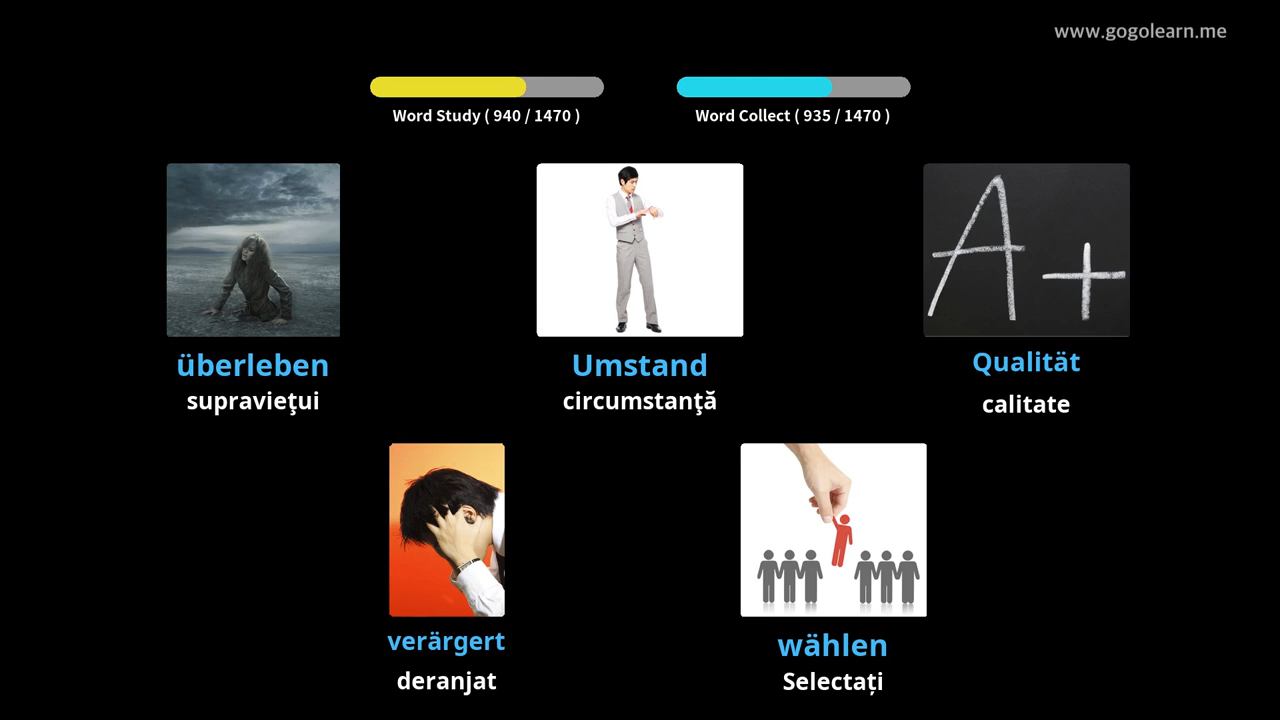 www.gogolearn.me
Word Study ( 940 / 1470 )
Word Collect ( 935 / 1470 )
überleben
supravieţui
Umstand
circumstanţă
Qualität
calitate
verärgert
deranjat
wählen
Selectați
A+